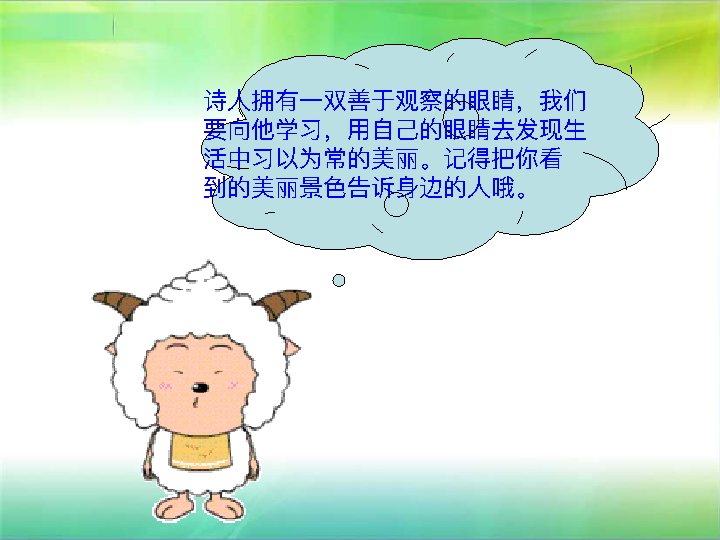 诗人拥有一双善于观察的眼睛，我们
要向他学习，用自己的眼睛去发现生
活中习以为常的美丽。记得把你看
到的美丽景色告诉身边的人哦。